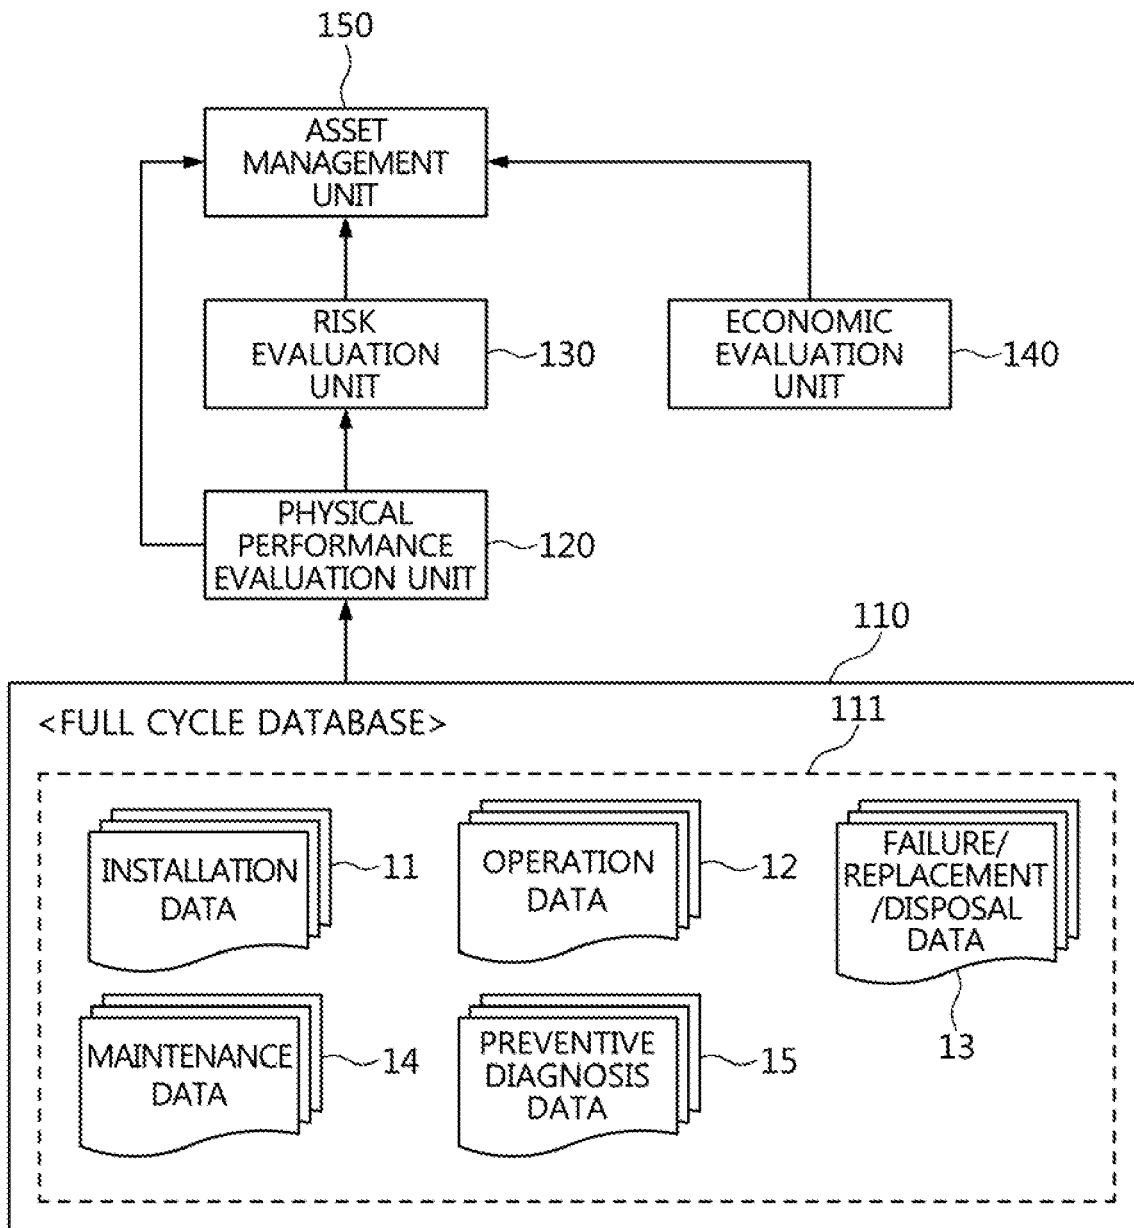 150
ASSET
MANAGEMENT
UNIT
RISK
EVALUATION
UNIT
130
ECONOMIC
EVALUATION
UNIT
140
PHYSICAL
PERFORMANCE
EVALUATION UNIT
120
110
<FULL CYCLE DATABASE>
111
INSTALLATION
DATA
11
OPERATION
DATA
12
FAILURE/
REPLACEMENT
/DISPOSAL
DATA
13
MAINTENANCE
DATA
14
PREVENTIVE
DIAGNOSIS
DATA
15